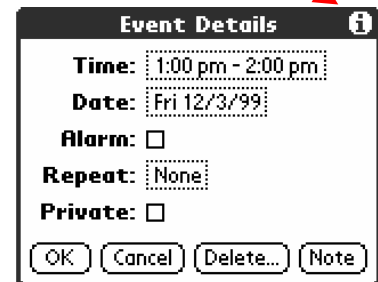 Event Details i
Time: 1:00 pm - 2:00 pm
Date: Fri 12/3/99
Alarm:
Repeat: None
Private:
OK Cancel Delete... Note